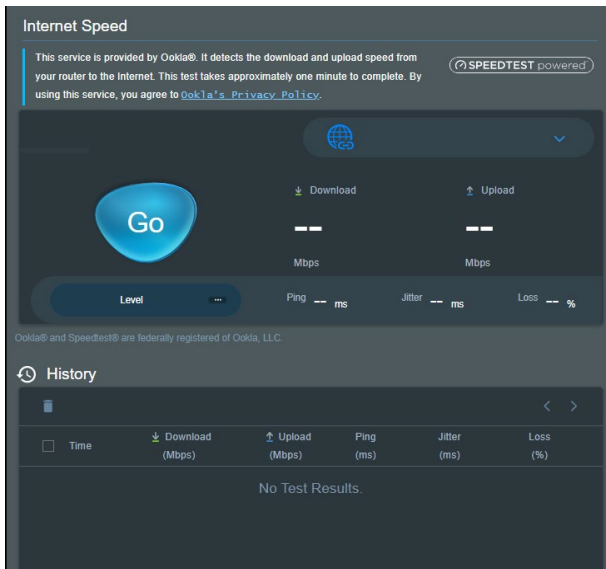 Internet Speed
This service is provided by Ookla®. It detects the download and upload speed from
your router to the Internet. This test takes approximately one minute to complete. By
using this service, you agree to Ookla's Privacy Policy.
SPEEDTEST powered
Download
Upload
Go
-- --
Mbps Mbps
Level ... Ping -- ms Jitter -- ms Loss -- %
Ookla® and Speedtest® are federally registered of Ookla, LLC.
History
Time Download (Mbps) Upload (Mbps) Ping (ms) Jitter (ms) Loss (%)
No Test Results.